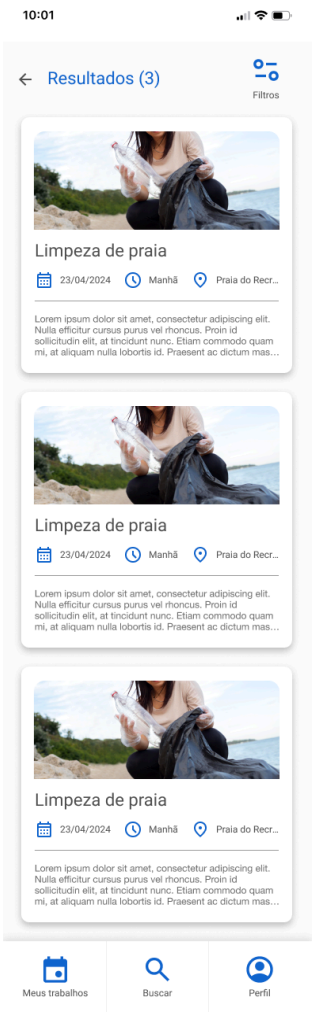 10:01
Resultados (3)
Filtros
Limpeza de praia
23/04/2024 Manhã Praia do Recr...
Lorem ipsum dolor sit amet, consectetur adipiscing elit.
Nulla efficitur cursus purus vel rhoncus. Proin id
sollicitudin elit, at tincidunt nunc. Etiam commodo quam
mi, at aliquam nulla lobortis id. Praesent ac dictum mas...
Limpeza de praia
23/04/2024 Manhã Praia do Recr...
Lorem ipsum dolor sit amet, consectetur adipiscing elit.
Nulla efficitur cursus purus vel rhoncus. Proin id
sollicitudin elit, at tincidunt nunc. Etiam commodo quam
mi, at aliquam nulla lobortis id. Praesent ac dictum mas...
Limpeza de praia
23/04/2024 Manhã Praia do Recr...
Lorem ipsum dolor sit amet, consectetur adipiscing elit.
Nulla efficitur cursus purus vel rhoncus. Proin id
sollicitudin elit, at tincidunt nunc. Etiam commodo quam
mi, at aliquam nulla lobortis id. Praesent ac dictum mas...
Meus trabalhos Buscar Perfil